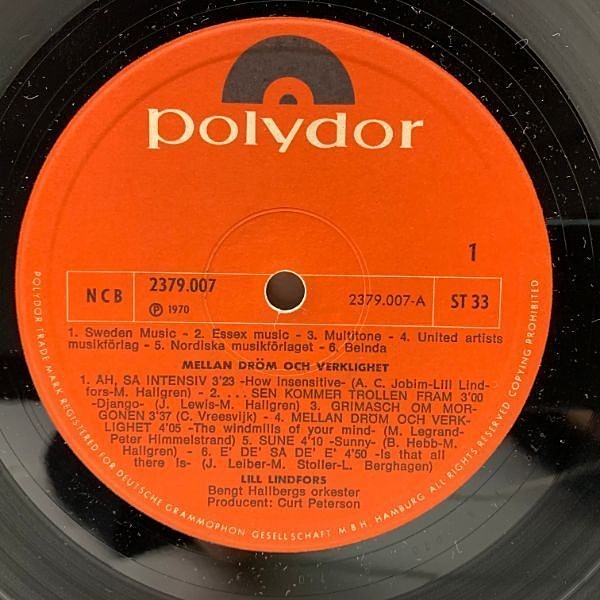 polydor
1
NCB
2379.007
℗ 1970
2379.007-A
ST 33
1. Sweden Music - 2. Essex music - 3. Multitone - 4. United artists
musikförlag - 5. Nordiska musikförlaget - 6. Belnda
MELLAN DRÖM OCH VERKLIGHET
1. AH, SA INTENSIV 3'23 -How Insensitive- (A. C. Jobim-Lill Lind-
fors-M. Hallgren) - 2. . . . SEN KOMMER TROLLEN FRAM 3'00
-Django- (J. Lewis-M. Hallgren) 3. GRIMASCH OM MOR-
GONEN 3'37 (C. Vreesvijk) - 4. MELLAN DRÖM OCH VERK-
LIGHET 4'05 -The windmills of your mind- (M. Legrand-
Peter Himmelstrand) - 5. SUNE 4'10 -Sunny- (B. Hebb-M.
Hallgren) - 6. E' DE' SA DE' E' 4'50 -Is that all
there is- (J. Leiber-M. Stoller-L. Berghagen)
LILL LINDFORS
Bengt Hallbergs orkester
Producent: Curt Peterson
POLYDOR TRADE MARK REGISTERED FOR DEUTSCHE GRAMMOPHON GESELLSCHAFT M.B.H. HAMBURG ALL RIGHTS RESERVED. COPYING PROHIBITED